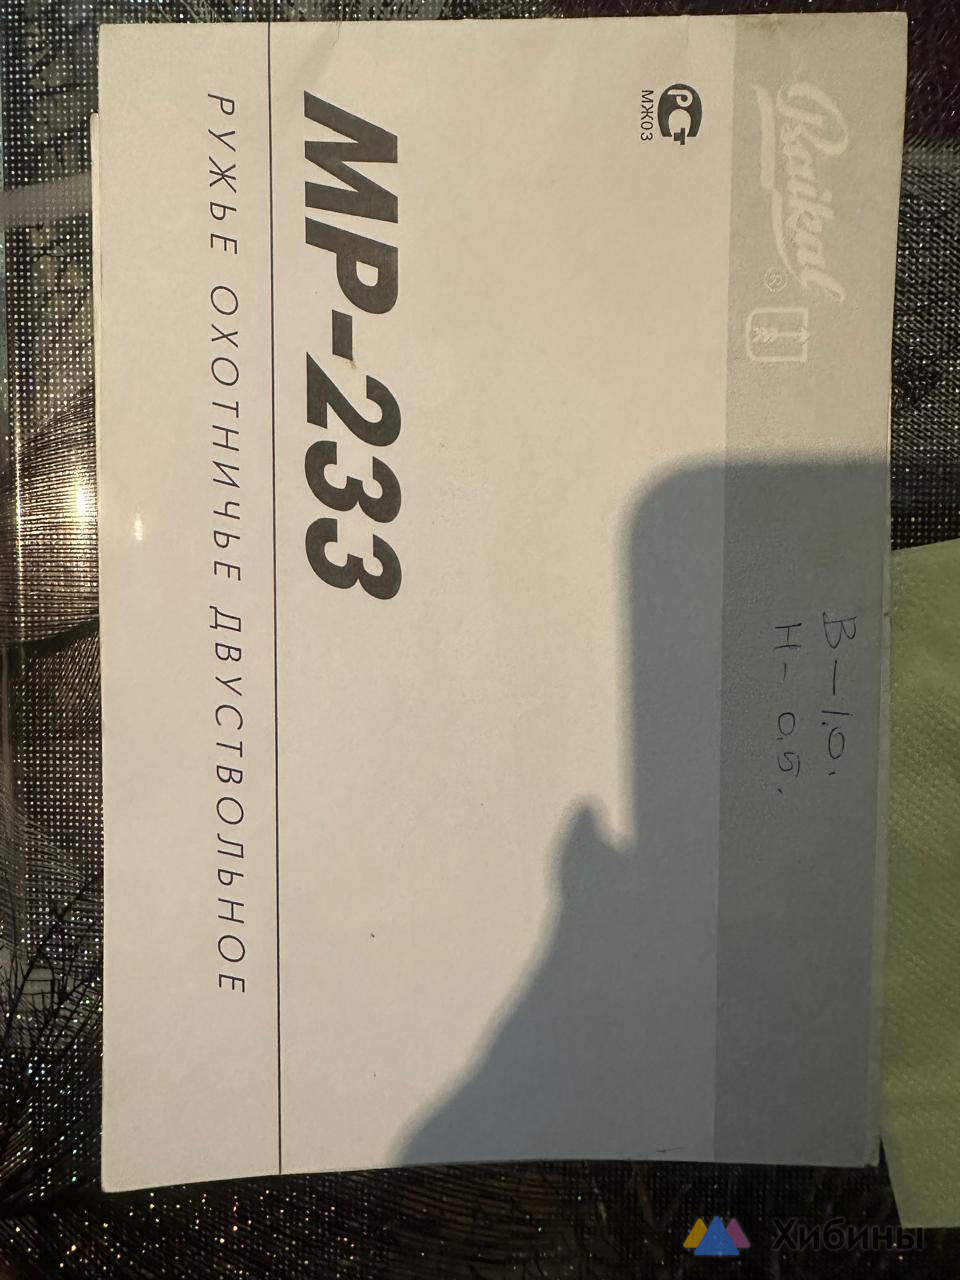 Baikal ®
В – 1,0.
Н – 0,5.
РСТ
МЖ03
МР-233
РУЖЬЕ ОХОТНИЧЬЕ ДВУСТВОЛЬНОЕ
Хибины